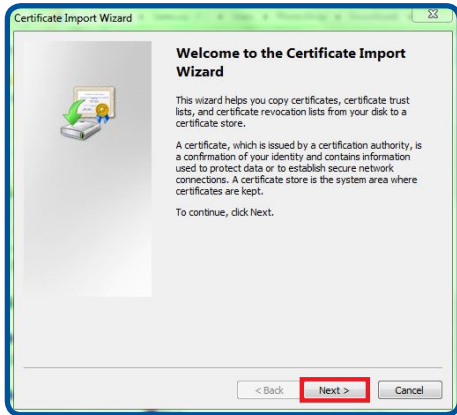 Certificate Import Wizard
Welcome to the Certificate Import
Wizard
This wizard helps you copy certificates, certificate trust
lists, and certificate revocation lists from your disk to a
certificate store.
A certificate, which is issued by a certification authority, is
a confirmation of your identity and contains information
used to protect data or to establish secure network
connections. A certificate store is the system area where
certificates are kept.
To continue, click Next.
< Back Next > Cancel